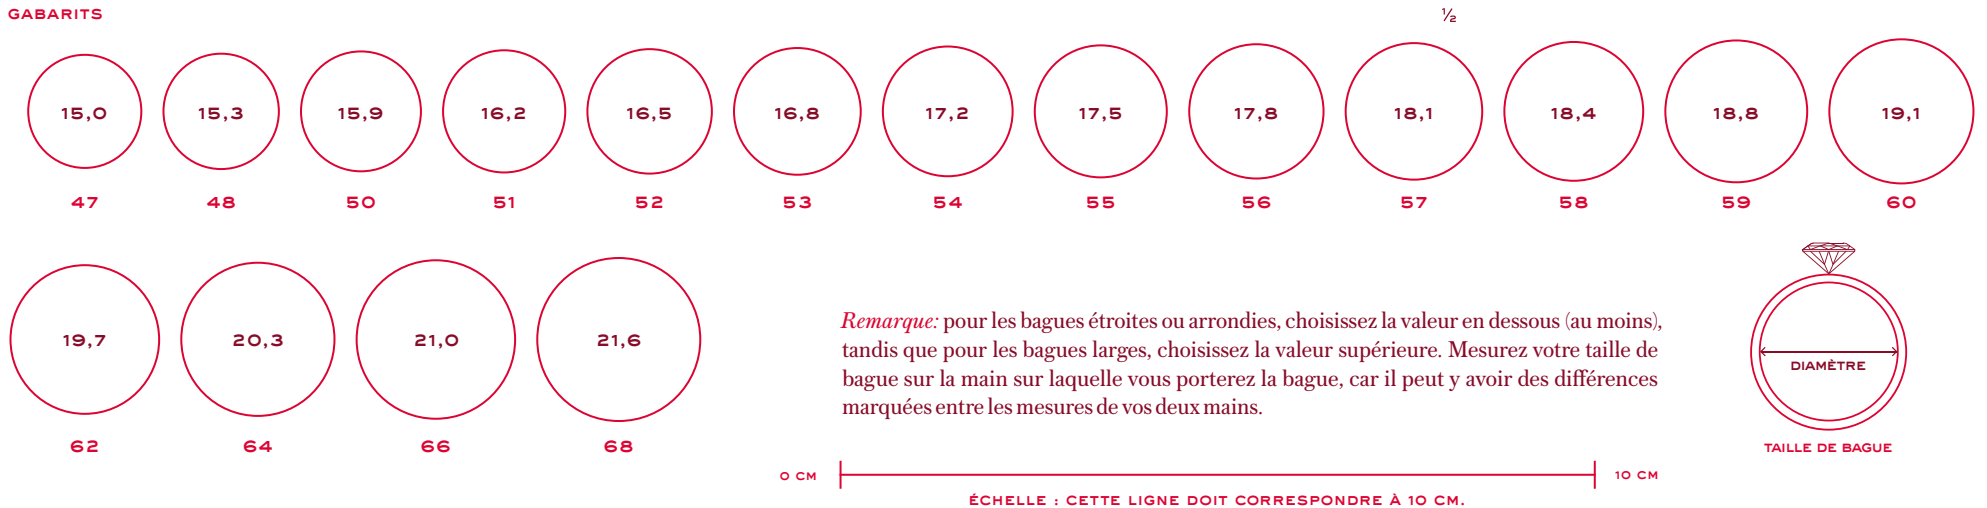 GABARITS
½
15,0 15,3 15,9 16,2 16,5 16,8 17,2 17,5 17,8 18,1 18,4 18,8 19,1
47 48 50 51 52 53 54 55 56 57 58 59 60
19,7 20,3 21,0 21,6
62 64 66 68
Remarque: pour les bagues étroites ou arrondies, choisissez la valeur en dessous (au moins),
tandis que pour les bagues larges, choisissez la valeur supérieure. Mesurez votre taille de
bague sur la main sur laquelle vous porterez la bague, car il peut y avoir des différences
marquées entre les mesures de vos deux mains.
DIAMÈTRE
TAILLE DE BAGUE
0 CM 10 CM
ÉCHELLE : CETTE LIGNE DOIT CORRESPONDRE À 10 CM.